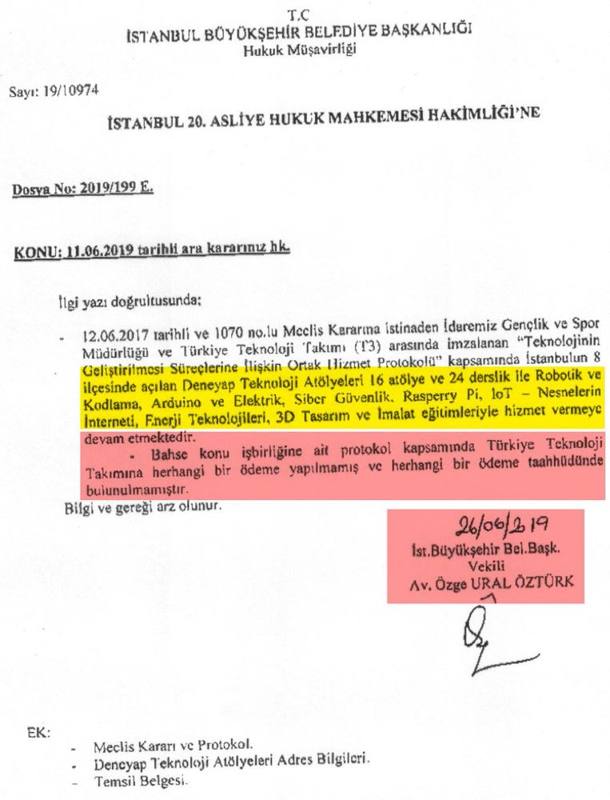 T.C
İSTANBUL BÜYÜKŞEHİR BELEDİYE BAŞKANLIĞI
Hukuk Müşavirliği
Sayı: 19/10974
İSTANBUL 20. ASLİYE HUKUK MAHKEMESİ HAKİMLİĞİ'NE
Dosya No: 2019/199 E.
KONU: 11.06.2019 tarihli ara kararınız hk.
İlgi yazı doğrultusunda;
- 12.06.2017 tarihli ve 1070 no.lu Meclis Kararına istinaden İdaremiz Gençlik ve Spor
Müdürlüğü ve Türkiye Teknoloji Takımı (T3) arasında imzalanan "Teknolojinin
Geliştirilmesi Süreçlerine İlişkin Ortak Hizmet Protokolü" kapsamında İstanbulun 8
ilçesinde açılan Deneyap Teknoloji Atölyeleri 16 atölye ve 24 derslik ile Robotik ve
Kodlama, Arduino ve Elektrik, Siber Güvenlik, Rasperry Pi, IoT – Nesnelerin
İnterneti, Enerji Teknolojileri, 3D Tasarım ve İmalat eğitimleriyle hizmet vermeye
devam etmektedir.
- Bahse konu işbirliğine ait protokol kapsamında Türkiye Teknoloji
Takımına herhangi bir ödeme yapılmamış ve herhangi bir ödeme taahhüdünde
bulunulmamıştır.
Bilgi ve gereği arz olunur.
26/06/2019
İst.Büyükşehir Bel.Başk.
Vekili
Av. Özge URAL ÖZTÜRK
EK:
- Meclis Kararı ve Protokol.
- Deneyap Teknoloji Atölyeleri Adres Bilgileri.
- Temsil Belgesi.